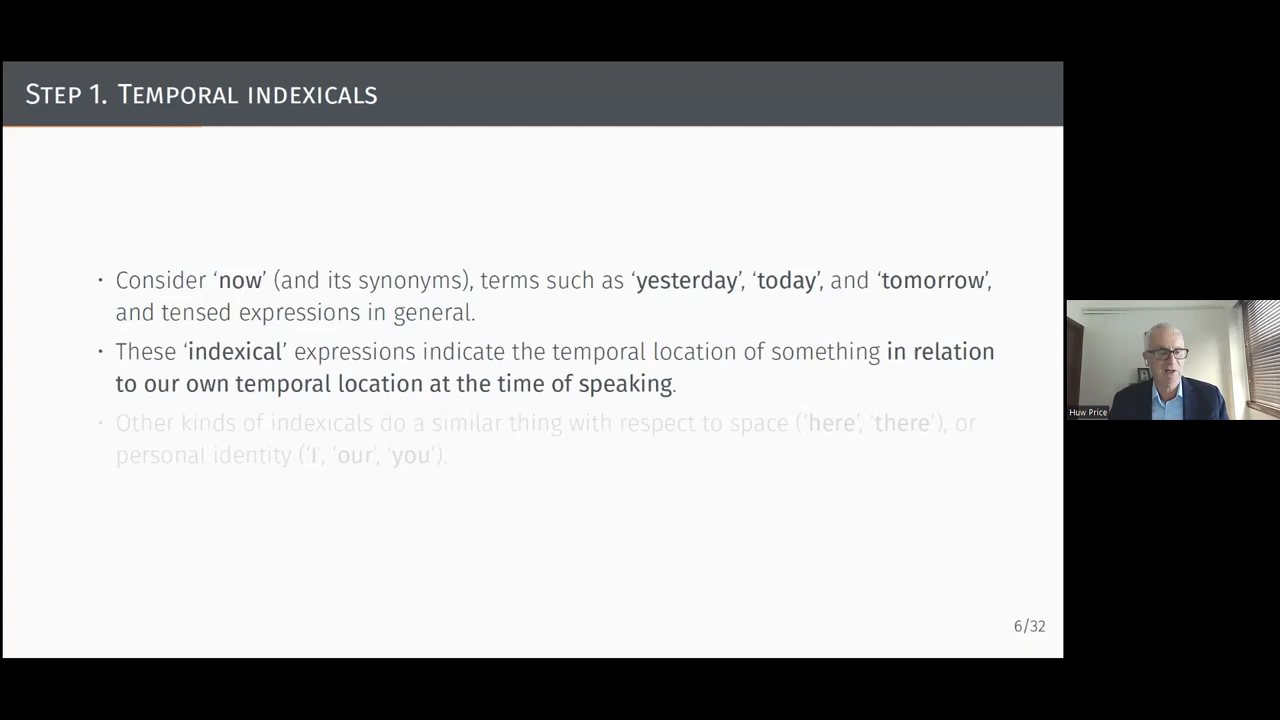 Step 1. Temporal indexicals
• Consider ‘now’ (and its synonyms), terms such as ‘yesterday’, ‘today’, and ‘tomorrow’,
and tensed expressions in general.
• These ‘indexical’ expressions indicate the temporal location of something in relation
to our own temporal location at the time of speaking.
• Other kinds of indexicals do a similar thing with respect to space (‘here’, ‘there’), or
personal identity (‘I’, ‘our’, ‘you’).
Huw Price
6/32